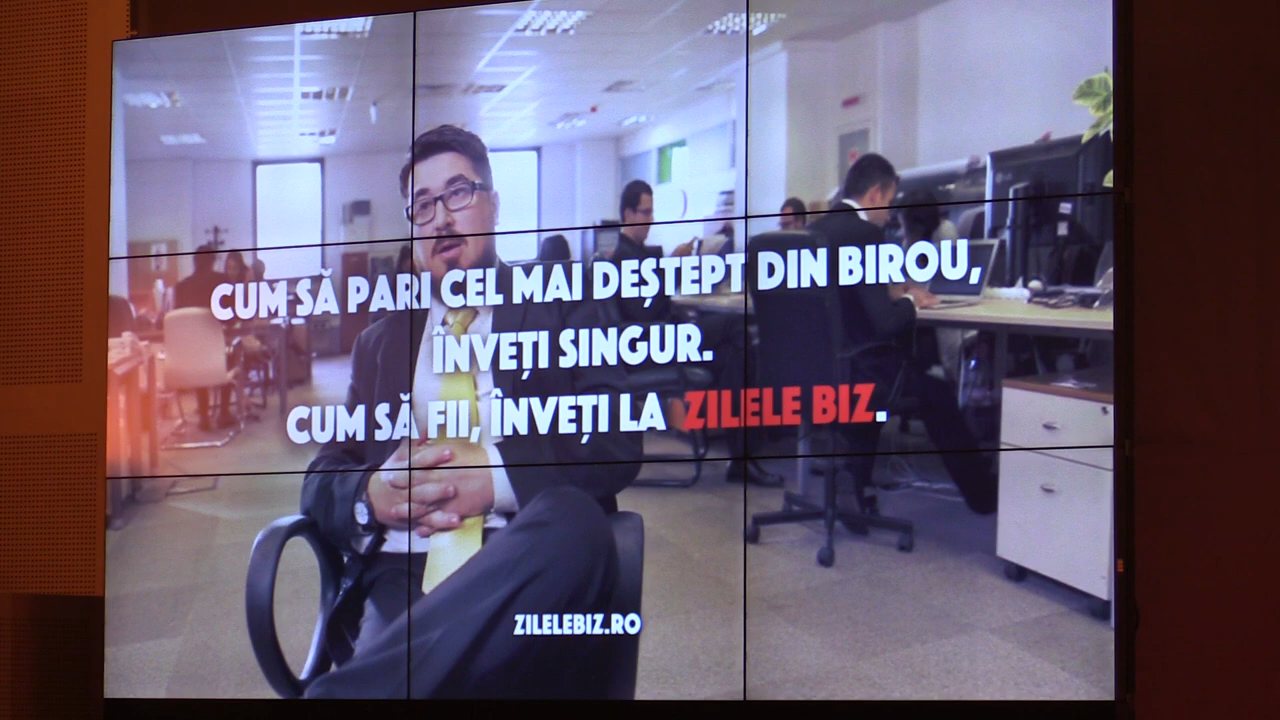 CUM SĂ PARI CEL MAI DEȘTEPT DIN BIROU,
ÎNVEȚI SINGUR.
CUM SĂ FII, ÎNVEȚI LA ZILELE BIZ.
ZILELEBIZ.RO